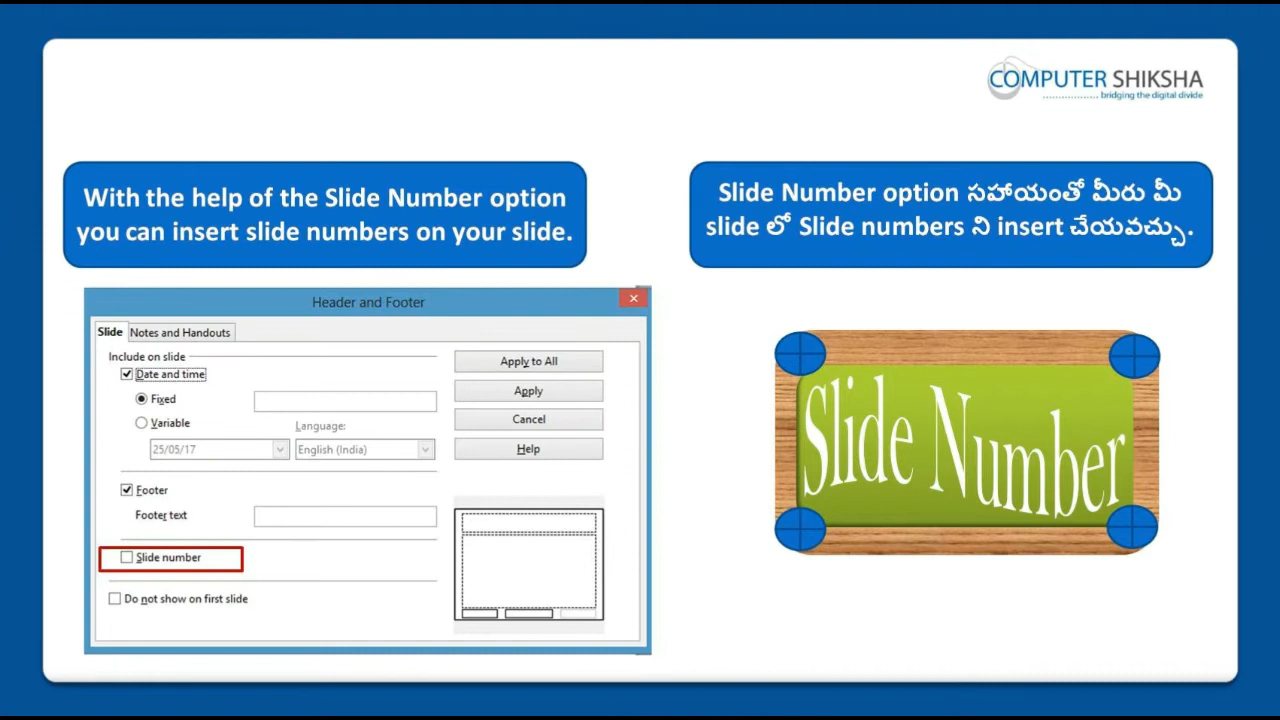 COMPUTER SHIKSHA
bridging the digital divide
With the help of the Slide Number option
you can insert slide numbers on your slide.
Slide Number option సహాయంతో మీరు మీ
slide లో Slide numbers ని insert చేయవచ్చు.
Header and Footer
Slide
Notes and Handouts
Include on slide
Date and time
Fixed
Variable
Language:
25/05/17
English (India)
Footer
Footer text
Slide number
Do not show on first slide
Apply to All
Apply
Cancel
Help
Slide Number